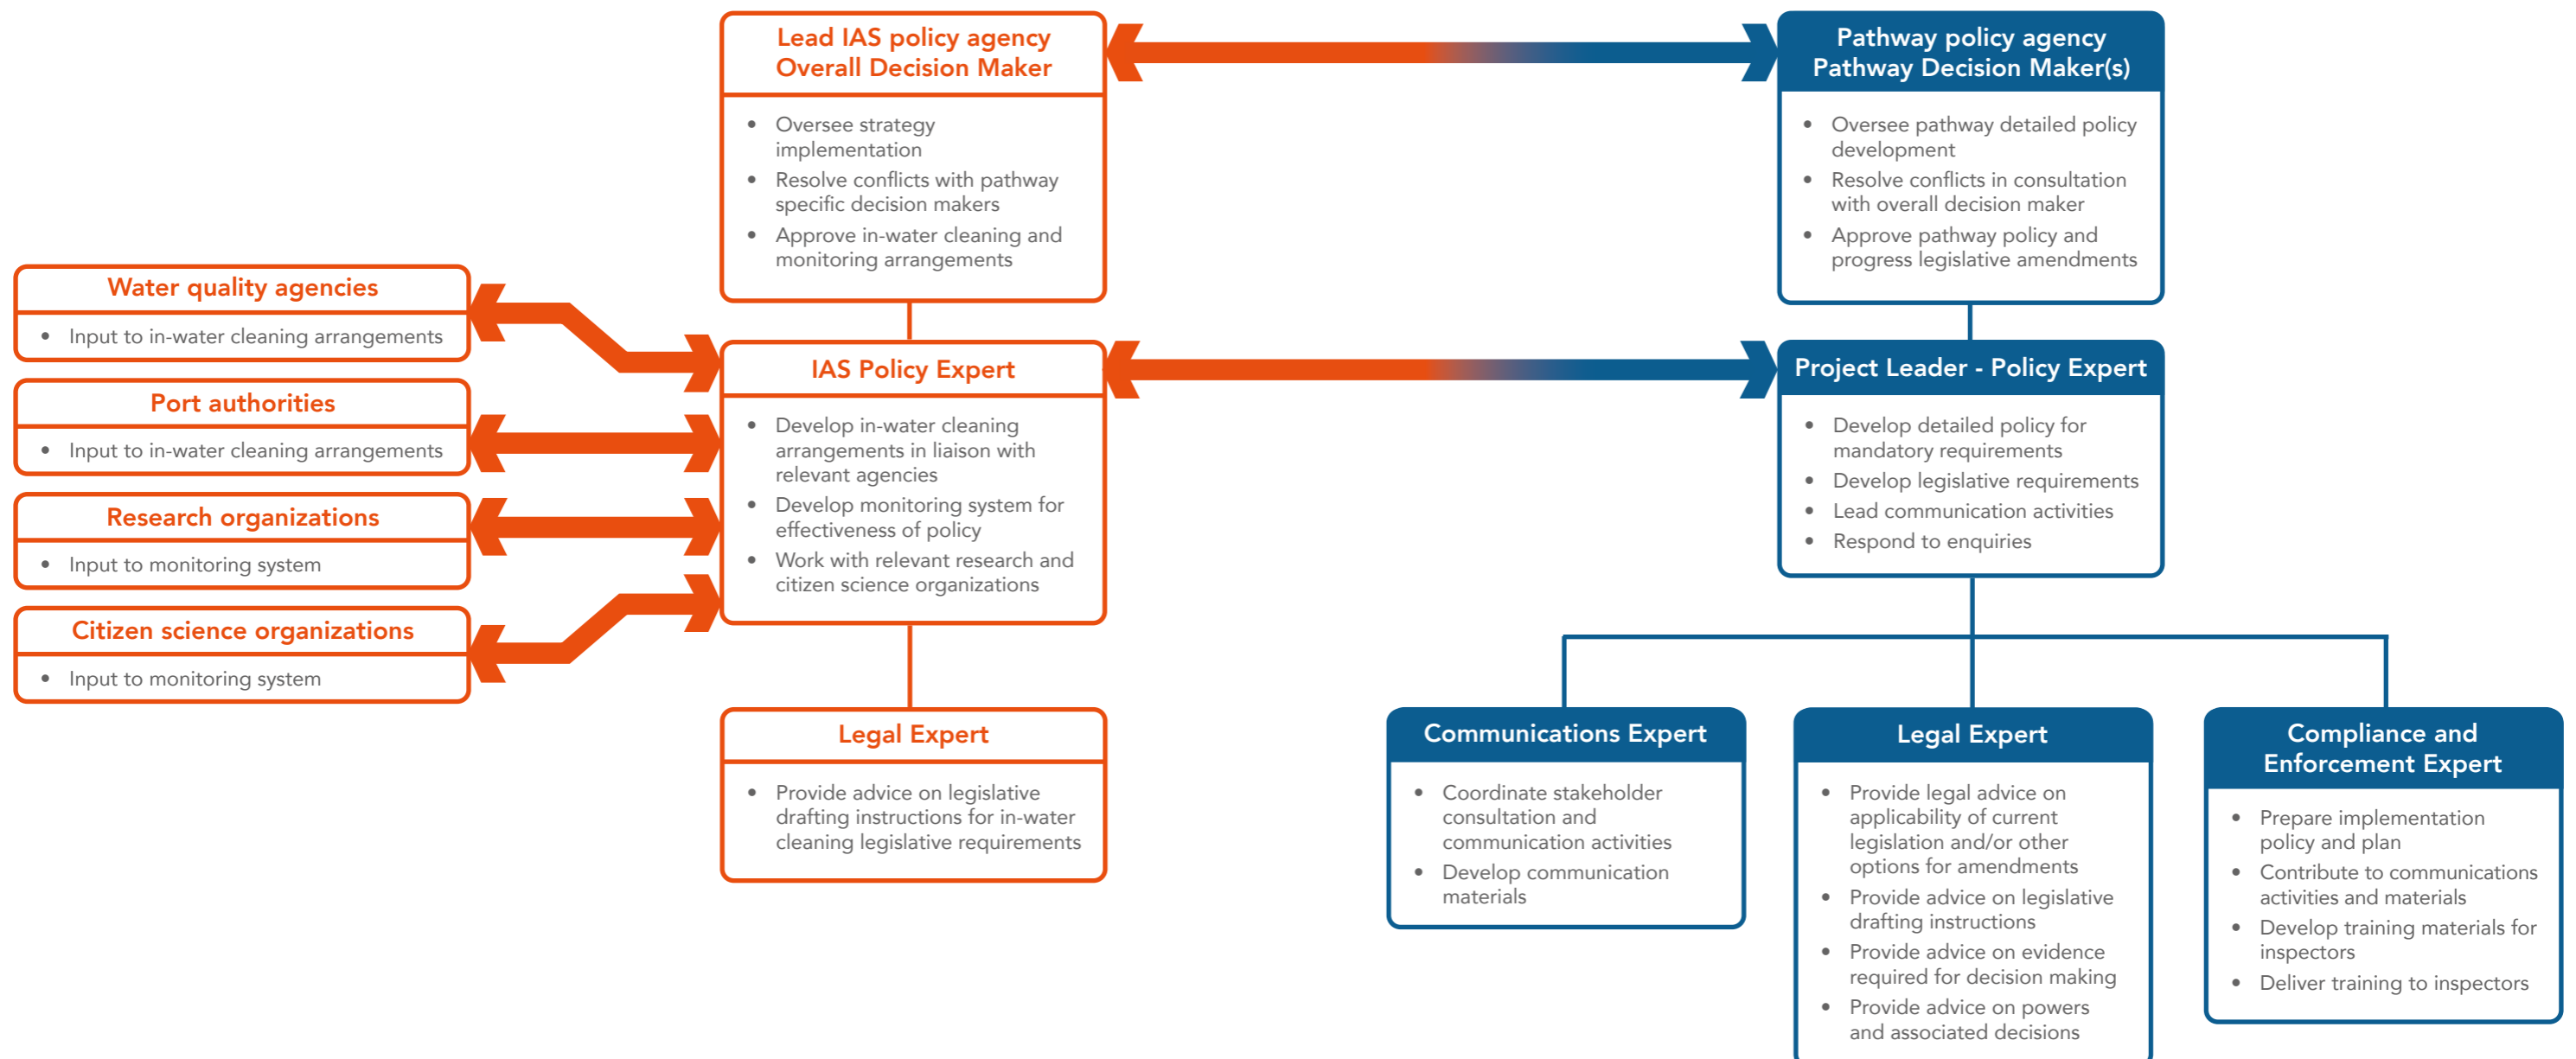 Lead IAS policy agency
Overall Decision Maker
• Oversee strategy
implementation
• Resolve conflicts with pathway
specific decision makers
• Approve in-water cleaning and
monitoring arrangements
Pathway policy agency
Pathway Decision Maker(s)
• Oversee pathway detailed policy
development
• Resolve conflicts in consultation
with overall decision maker
• Approve pathway policy and
progress legislative amendments
Water quality agencies
• Input to in-water cleaning arrangements
Port authorities
• Input to in-water cleaning arrangements
Research organizations
• Input to monitoring system
Citizen science organizations
• Input to monitoring system
IAS Policy Expert
• Develop in-water cleaning
arrangements in liaison with
relevant agencies
• Develop monitoring system for
effectiveness of policy
• Work with relevant research and
citizen science organizations
Project Leader - Policy Expert
• Develop detailed policy for
mandatory requirements
• Develop legislative requirements
• Lead communication activities
• Respond to enquiries
Legal Expert
• Provide advice on legislative
drafting instructions for in-water
cleaning legislative requirements
Communications Expert
• Coordinate stakeholder
consultation and
communication activities
• Develop communication
materials
Legal Expert
• Provide legal advice on
applicability of current
legislation and/or other
options for amendments
• Provide advice on legislative
drafting instructions
• Provide advice on evidence
required for decision making
• Provide advice on powers
and associated decisions
Compliance and
Enforcement Expert
• Prepare implementation
policy and plan
• Contribute to communications
activities and materials
• Develop training materials for
inspectors
• Deliver training to inspectors